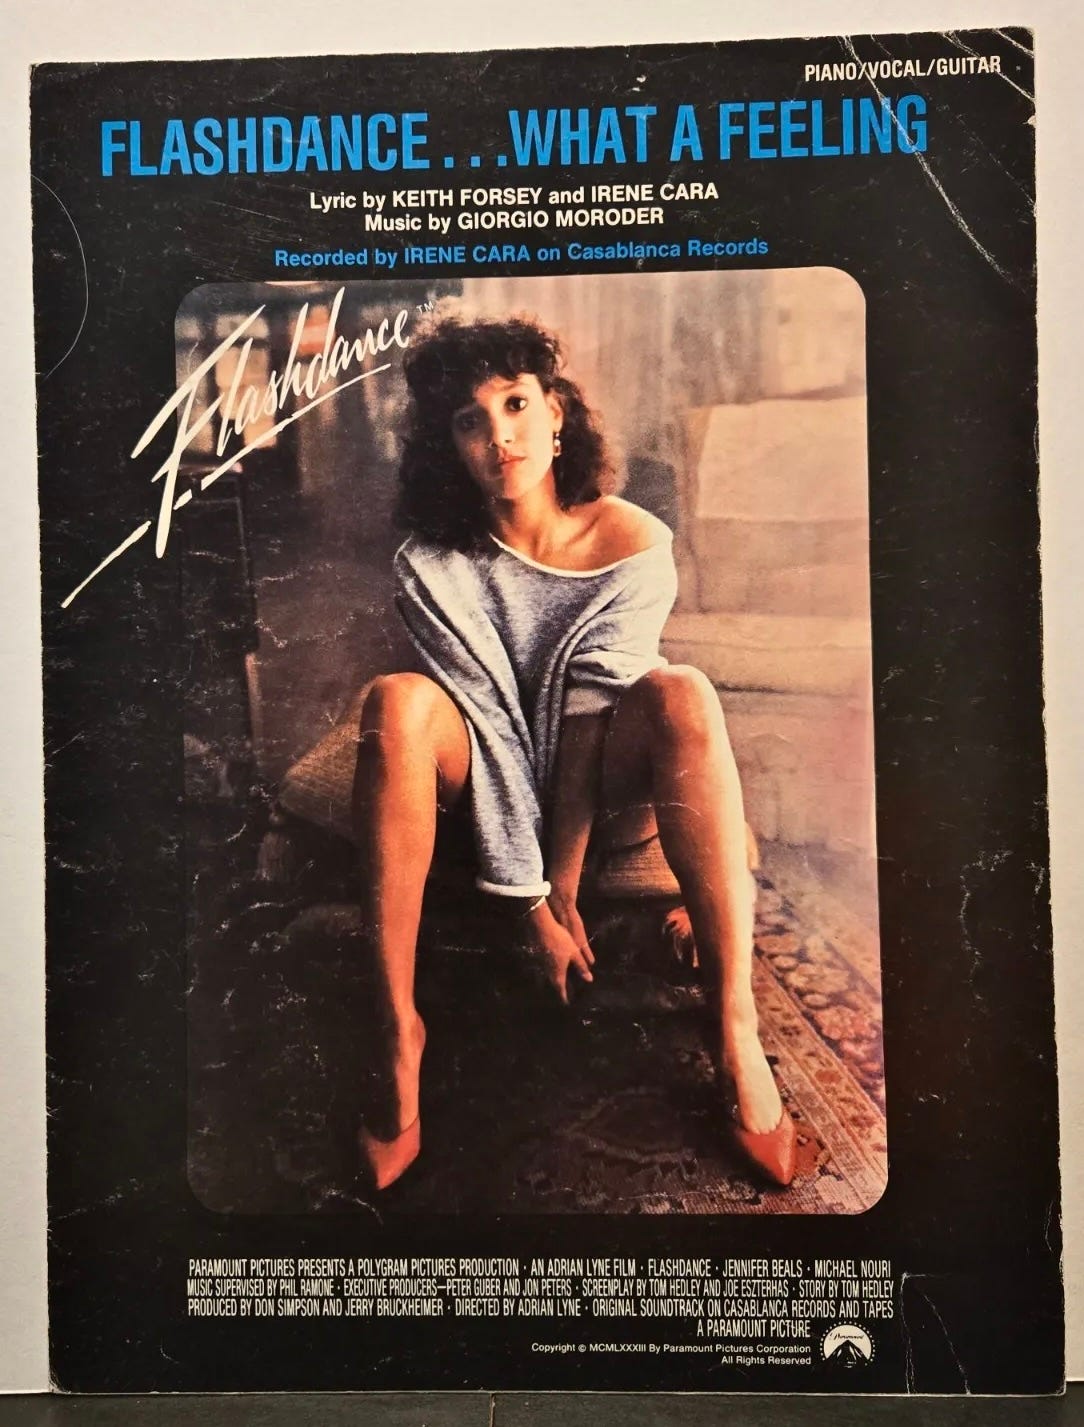 PIANO/VOCAL/GUITAR
FLASHDANCE...WHAT A FEELING
Lyric by KEITH FORSEY and IRENE CARA
Music by GIORGIO MORODER
Recorded by IRENE CARA on Casablanca Records
Flashdance™
PARAMOUNT PICTURES PRESENTS A POLYGRAM PICTURES PRODUCTION · AN ADRIAN LYNE FILM · FLASHDANCE · JENNIFER BEALS · MICHAEL NOURI
MUSIC SUPERVISED BY PHIL RAMONE · EXECUTIVE PRODUCERS—PETER GUBER AND JON PETERS · SCREENPLAY BY TOM HEDLEY AND JOE ESZTERHAS · STORY BY TOM HEDLEY
PRODUCED BY DON SIMPSON AND JERRY BRUCKHEIMER · DIRECTED BY ADRIAN LYNE · ORIGINAL SOUNDTRACK ON CASABLANCA RECORDS AND TAPES
A PARAMOUNT PICTURE
Copyright © MCMLXXXIII By Paramount Pictures Corporation
All Rights Reserved
Paramount